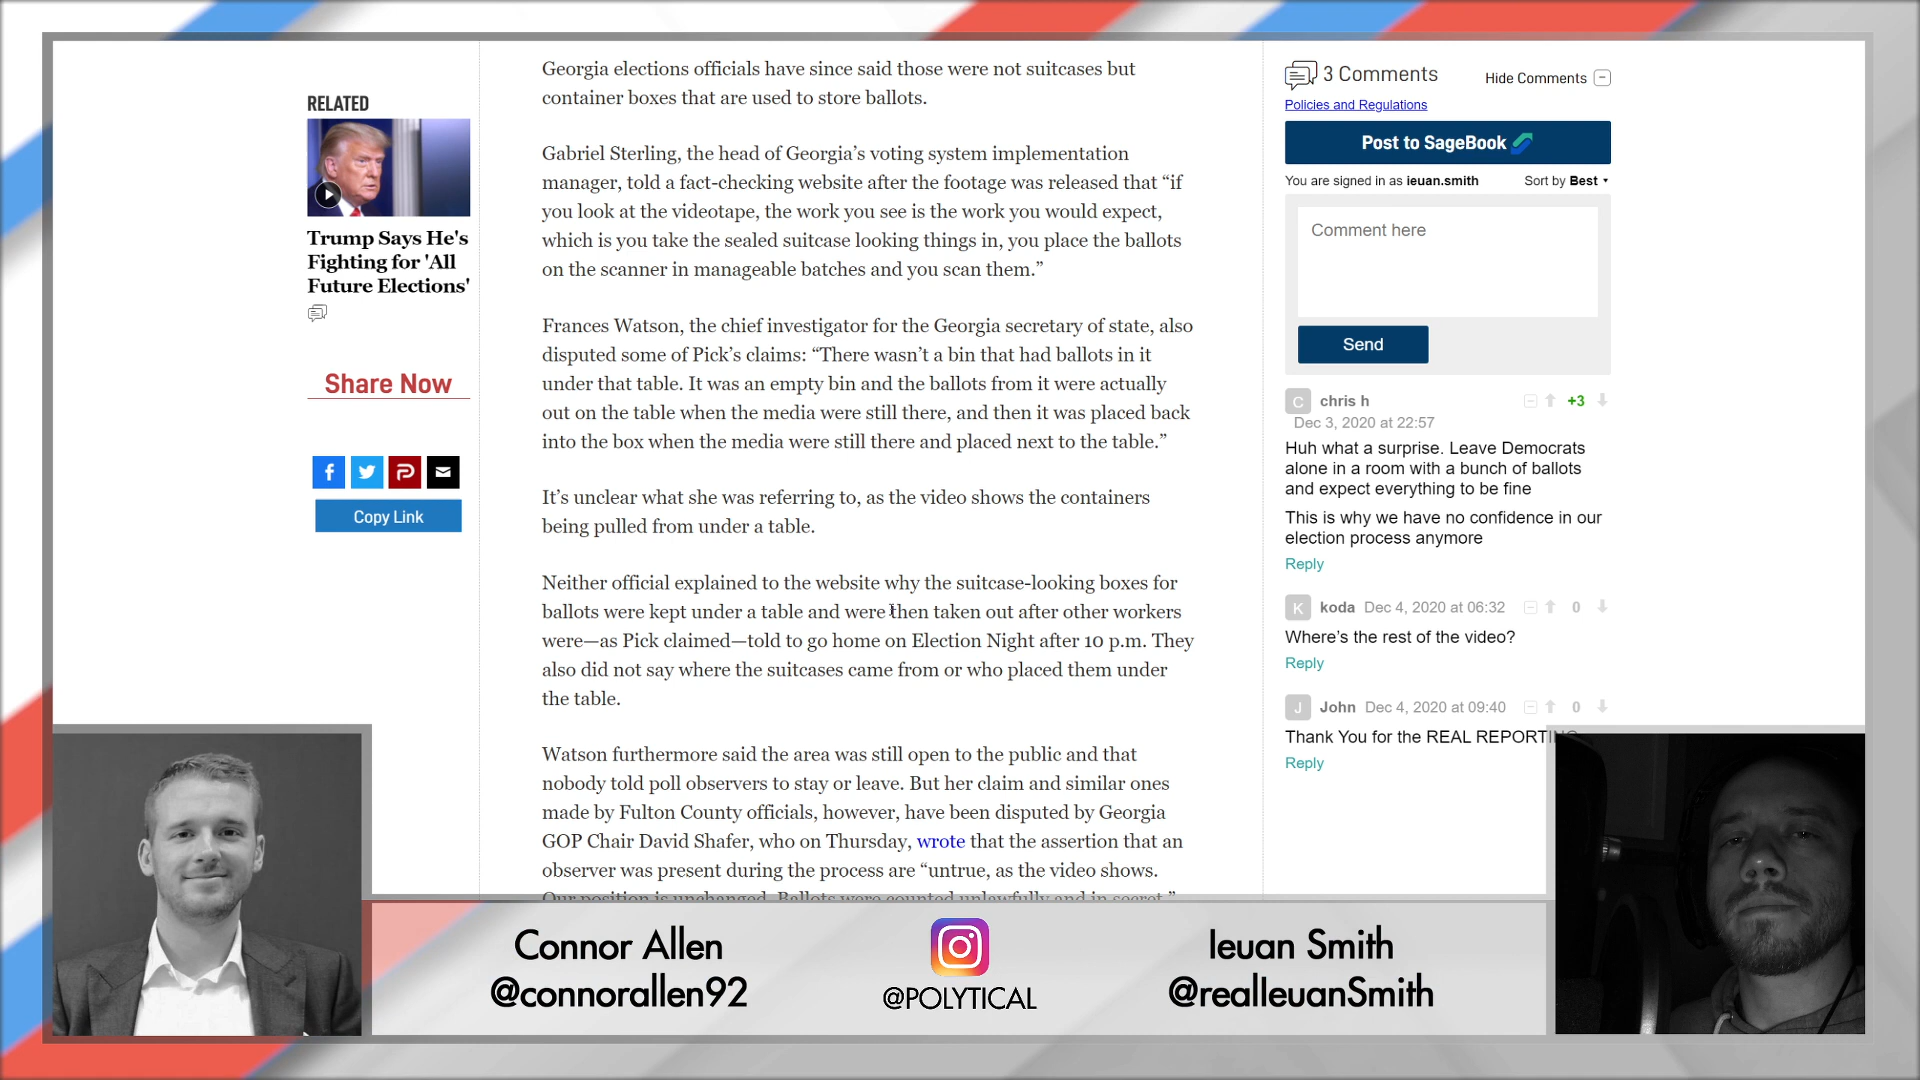 Georgia elections officials have since said those were not suitcases but
container boxes that are used to store ballots.
Gabriel Sterling, the head of Georgia’s voting system implementation
manager, told a fact-checking website after the footage was released that “if
you look at the videotape, the work you see is the work you would expect,
which is you take the sealed suitcase looking things in, you place the ballots
on the scanner in manageable batches and you scan them.”
Frances Watson, the chief investigator for the Georgia secretary of state, also
disputed some of Pick’s claims: “There wasn’t a bin that had ballots in it
under that table. It was an empty bin and the ballots from it were actually
out on the table when the media were still there, and then it was placed back
into the box when the media were still there and placed next to the table.”
It’s unclear what she was referring to, as the video shows the containers
being pulled from under a table.
Neither official explained to the website why the suitcase-looking boxes for
ballots were kept under a table and were then taken out after other workers
were—as Pick claimed—told to go home on Election Night after 10 p.m. They
also did not say where the suitcases came from or who placed them under
the table.
Watson furthermore said the area was still open to the public and that
nobody told poll observers to stay or leave. But her claim and similar ones
made by Fulton County officials, however, have been disputed by Georgia
GOP Chair David Shafer, who on Thursday, wrote that the assertion that an
observer was present during the process are “untrue, as the video shows.
Our position is unchanged. Ballots were counted unlawfully and in secret.”
RELATED
Trump Says He's
Fighting for 'All
Future Elections'
Share Now
Copy Link
3 Comments
Hide Comments
Policies and Regulations
Post to SageBook
You are signed in as ieuan.smith
Sort by Best
Comment here
Send
C chris h +3
Dec 3, 2020 at 22:57
Huh what a surprise. Leave Democrats
alone in a room with a bunch of ballots
and expect everything to be fine
This is why we have no confidence in our
election process anymore
Reply
K koda Dec 4, 2020 at 06:32 0
Where’s the rest of the video?
Reply
J John Dec 4, 2020 at 09:40 0
Thank You for the REAL REPORTING
Reply
Connor Allen
@connorallen92
@POLYTICAL
Ieuan Smith
@realIeuanSmith